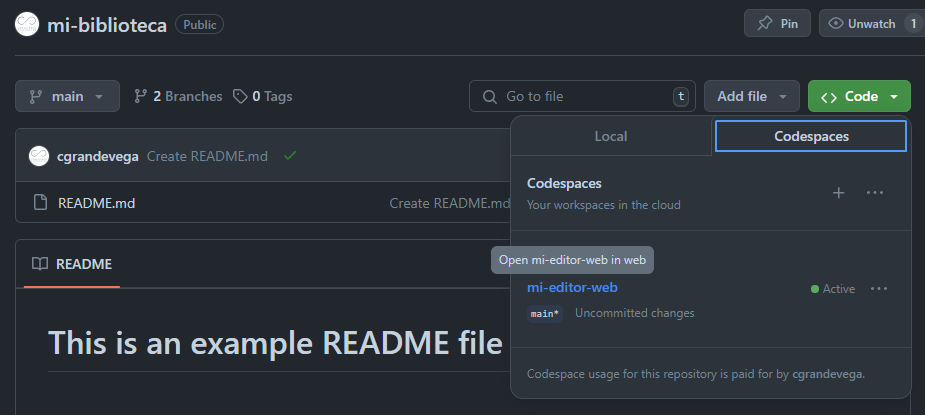 mi-biblioteca Public Pin Unwatch 1
main 2 Branches 0 Tags Go to file t Add file Code
Local Codespaces
cgrandevega Create README.md
Codespaces
Your workspaces in the cloud
README.md Create README.md
Open mi-editor-web in web
README
mi-editor-web Active
main* Uncommitted changes
This is an example README file
Codespace usage for this repository is paid for by cgrandevega.